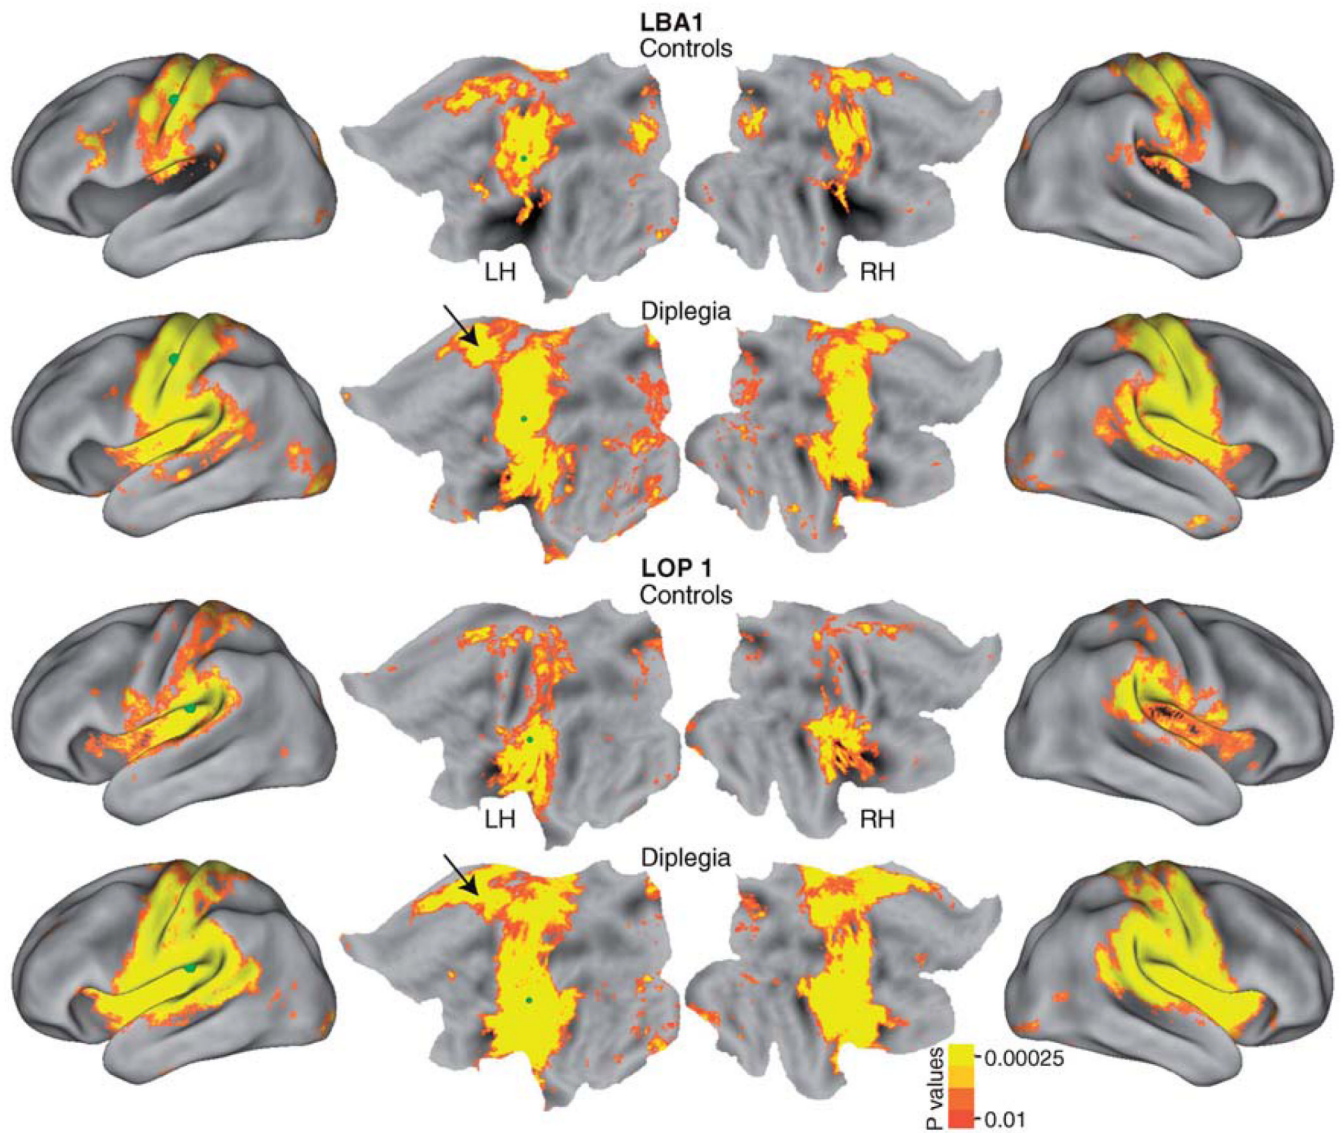 LBA1
Controls
LH
RH
Diplegia
LOP 1
Controls
LH
RH
Diplegia
P values
0.00025
0.01